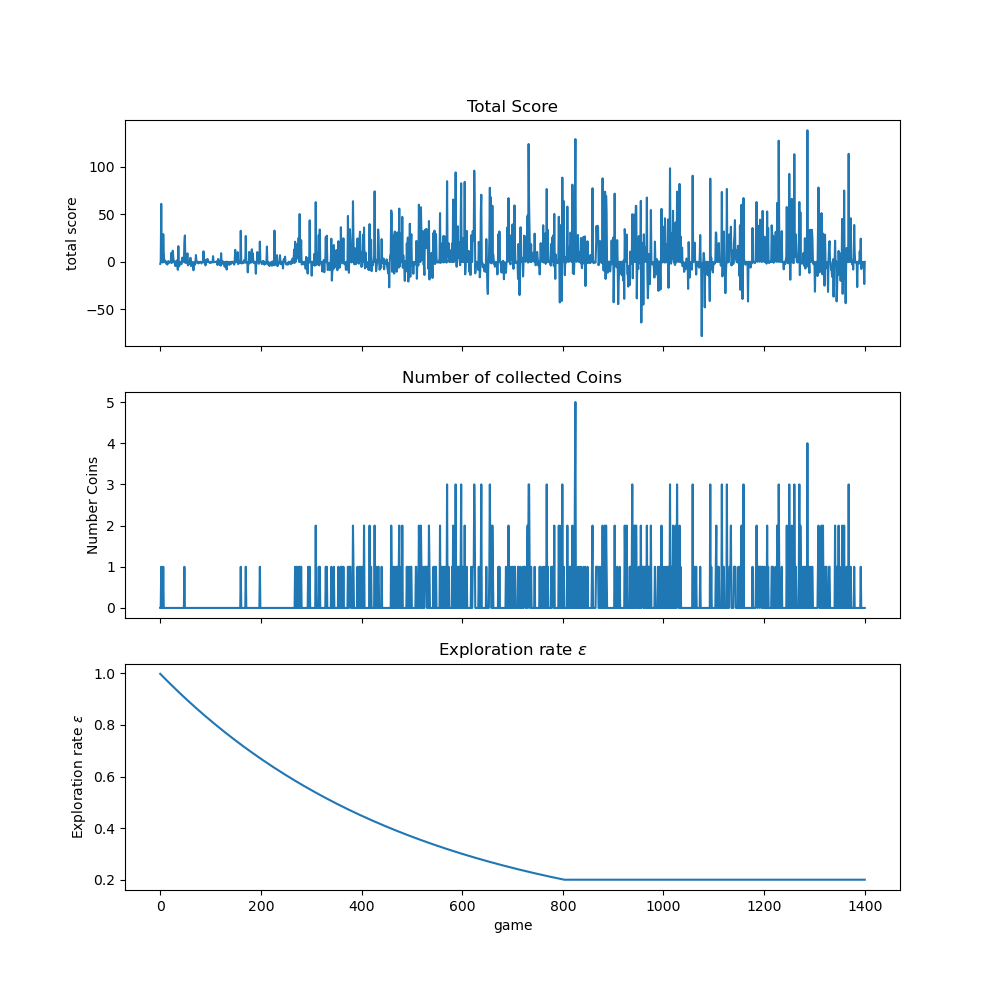 Total Score
total score
100
50
0
−50
Number of collected Coins
Number Coins
5
4
3
2
1
0
Exploration rate ε
Exploration rate ε
1.0
0.8
0.6
0.4
0.2
0 200 400 600 800 1000 1200 1400
game